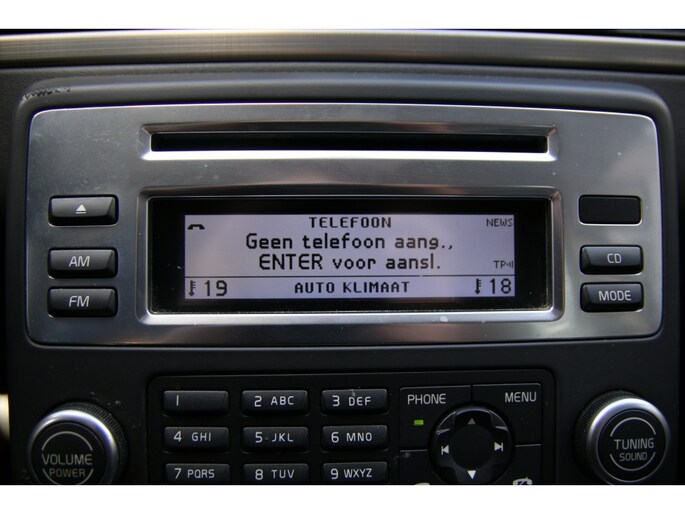 TELEFOON
NEWS
Geen telefoon aang.,
ENTER voor aansl.
TP
19
AUTO KLIMAAT
18
AM
FM
CD
MODE
1
2 ABC
3 DEF
PHONE
MENU
4 GHI
5 JKL
6 MNO
7 PQRS
8 TUV
9 WXYZ
VOLUME
POWER
TUNING
SOUND